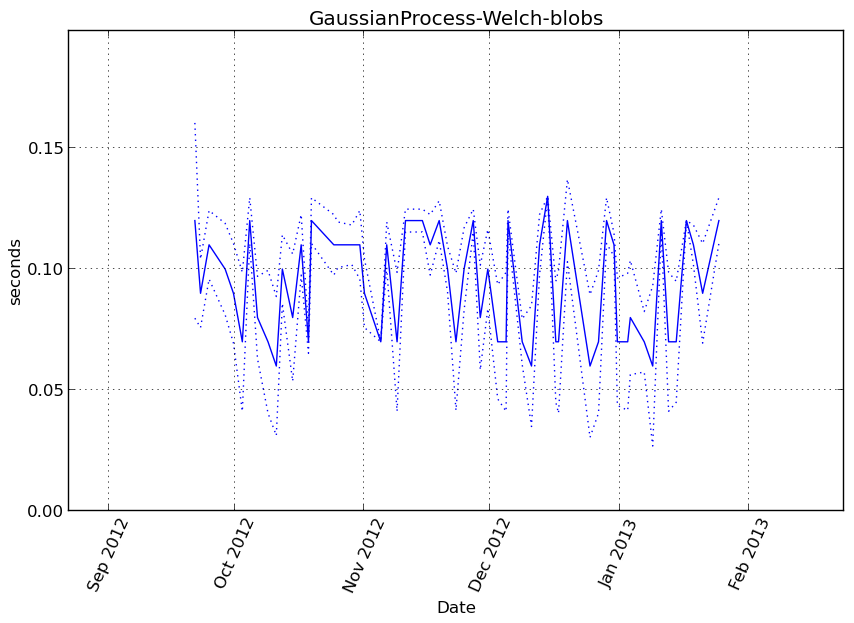 GaussianProcess-Welch-blobs
seconds
0.15
0.10
0.05
0.00
Sep 2012
Oct 2012
Nov 2012
Dec 2012
Jan 2013
Feb 2013
Date